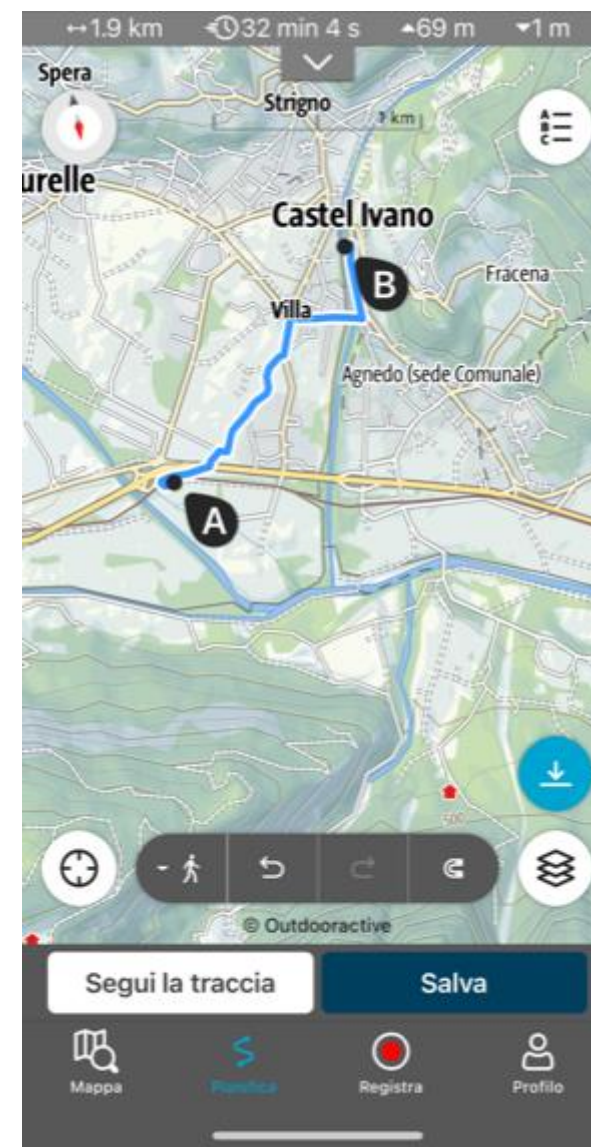 1.9 km 32 min 4 s 69 m 1 m
Spera
Strigno
km
A
B
C
urelle
Castel Ivano
B
Fracena
Villa
Agnedo (sede Comunale)
A
500
© Outdooractive
Segui la traccia Salva
Mappa Pianifica Registra Profilo